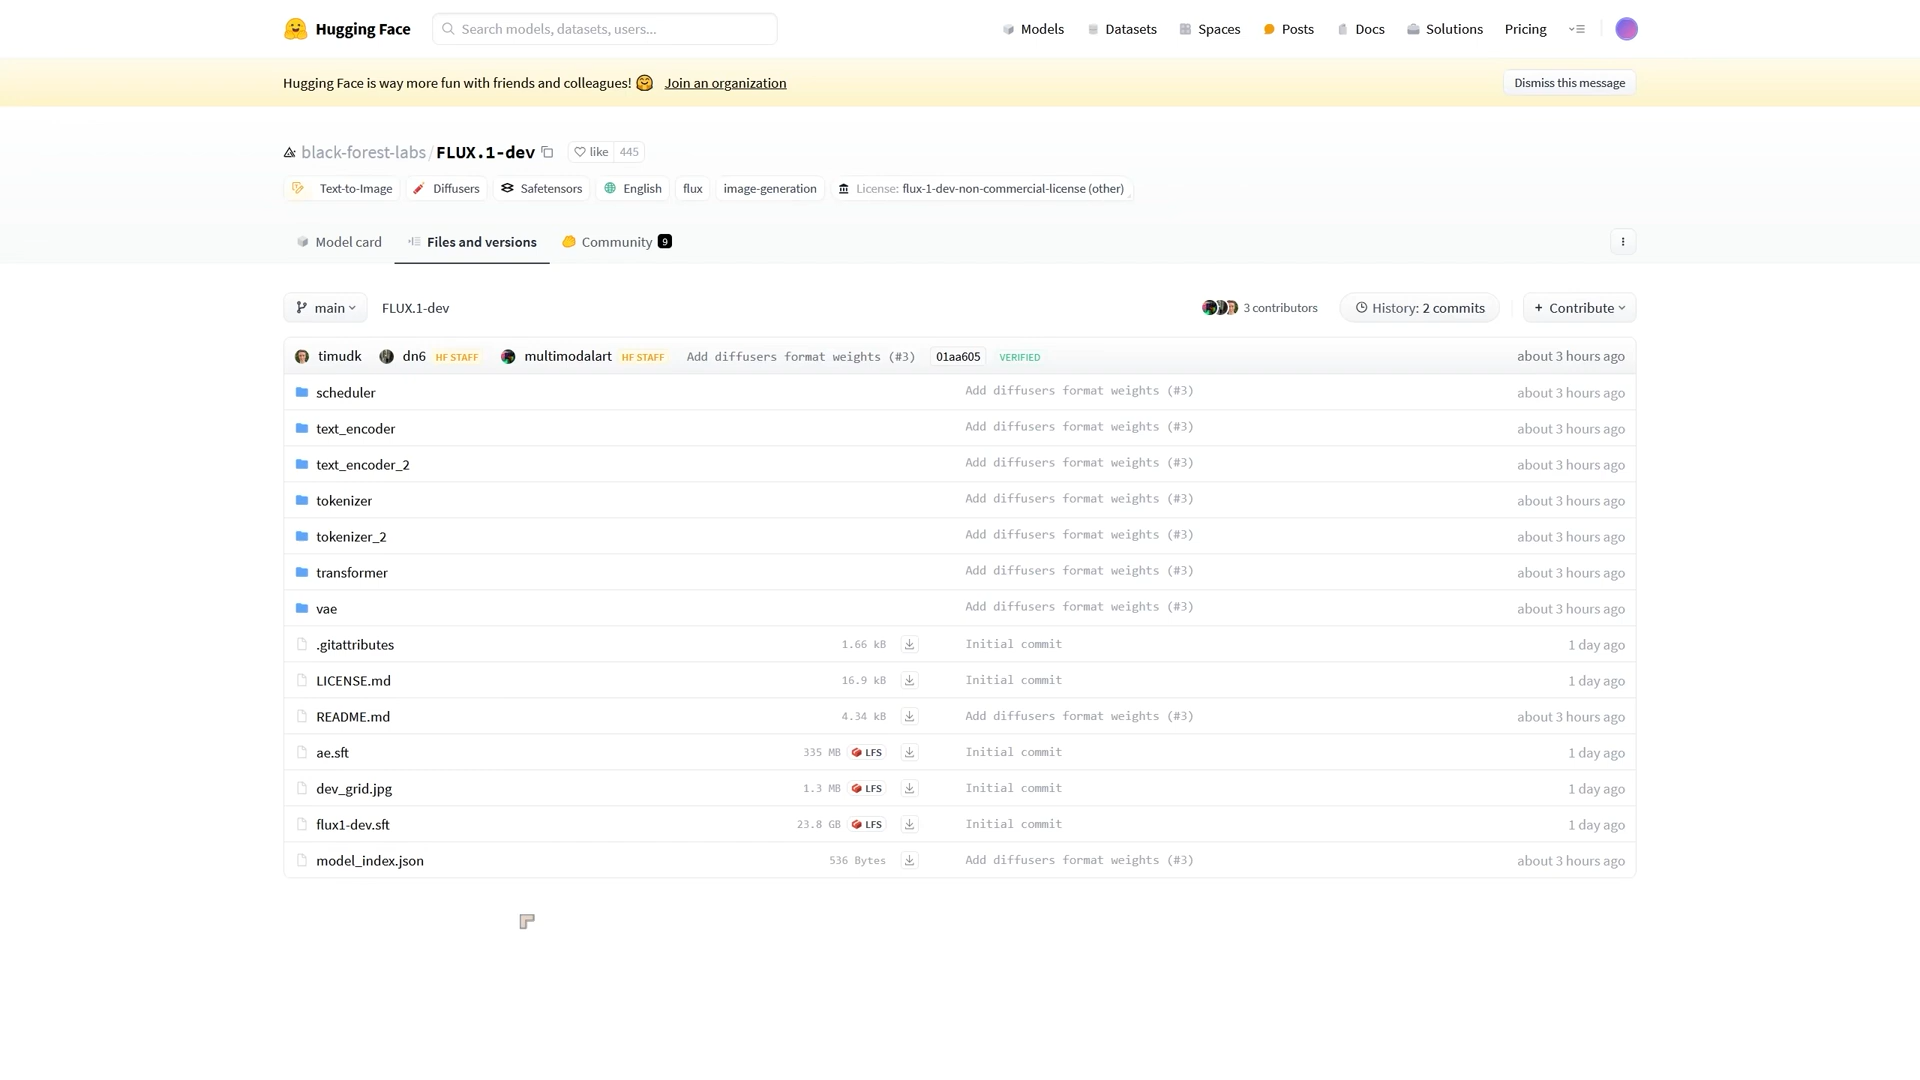 Hugging Face Search models, datasets, users... Models Datasets Spaces Posts Docs Solutions Pricing
Hugging Face is way more fun with friends and colleagues! 🤗 Join an organization Dismiss this message
black-forest-labs/FLUX.1-dev like 445
Text-to-Image Diffusers Safetensors English flux image-generation License: flux-1-dev-non-commercial-license (other)
Model card Files and versions Community 9
main FLUX.1-dev 3 contributors History: 2 commits + Contribute
timudk dn6 HF STAFF multimodalart HF STAFF Add diffusers format weights (#3) 01aa605 VERIFIED about 3 hours ago
scheduler Add diffusers format weights (#3) about 3 hours ago
text_encoder Add diffusers format weights (#3) about 3 hours ago
text_encoder_2 Add diffusers format weights (#3) about 3 hours ago
tokenizer Add diffusers format weights (#3) about 3 hours ago
tokenizer_2 Add diffusers format weights (#3) about 3 hours ago
transformer Add diffusers format weights (#3) about 3 hours ago
vae Add diffusers format weights (#3) about 3 hours ago
.gitattributes 1.66 kB Initial commit 1 day ago
LICENSE.md 16.9 kB Initial commit 1 day ago
README.md 4.34 kB Add diffusers format weights (#3) about 3 hours ago
ae.sft 335 MB LFS Initial commit 1 day ago
dev_grid.jpg 1.3 MB LFS Initial commit 1 day ago
flux1-dev.sft 23.8 GB LFS Initial commit 1 day ago
model_index.json 536 Bytes Add diffusers format weights (#3) about 3 hours ago